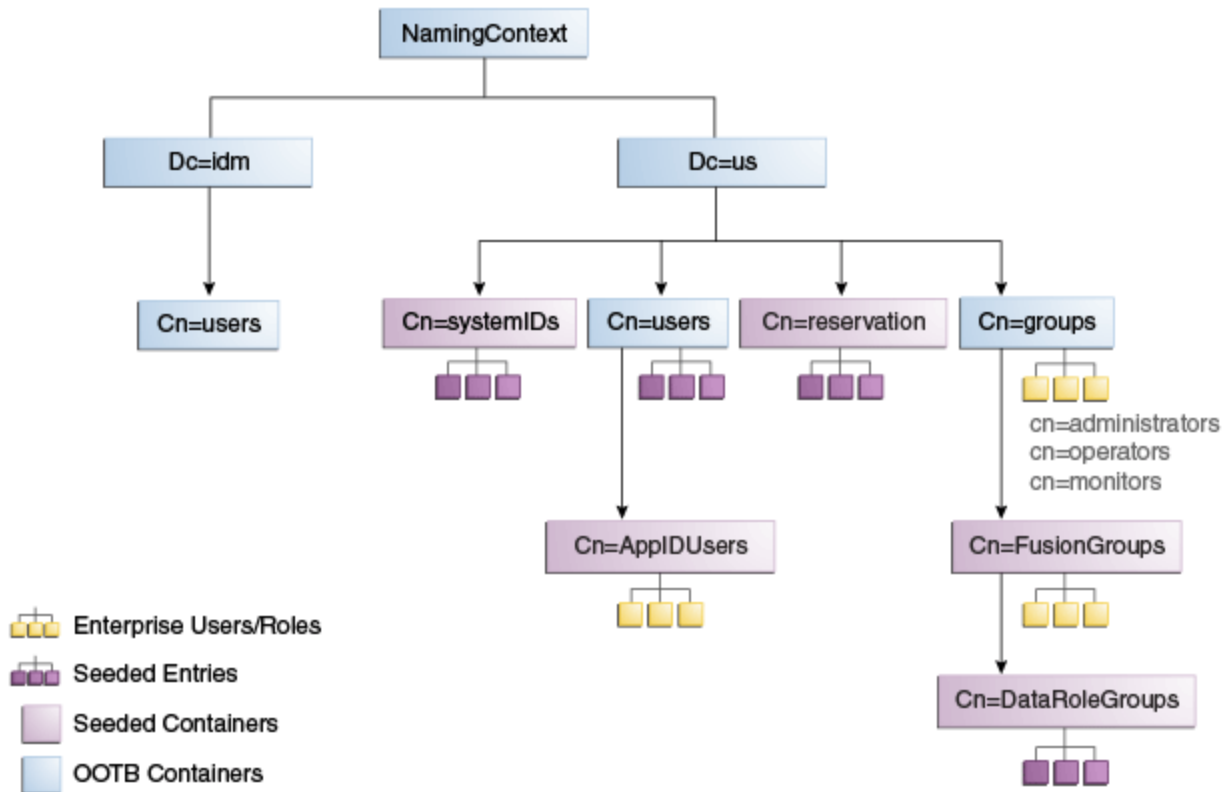 NamingContext
Dc=idm
Dc=us
Cn=users
Cn=systemIDs
Cn=users
Cn=reservation
Cn=groups
cn=administrators
cn=operators
cn=monitors
Cn=AppIDUsers
Cn=FusionGroups
Enterprise Users/Roles
Seeded Entries
Cn=DataRoleGroups
Seeded Containers
OOTB Containers